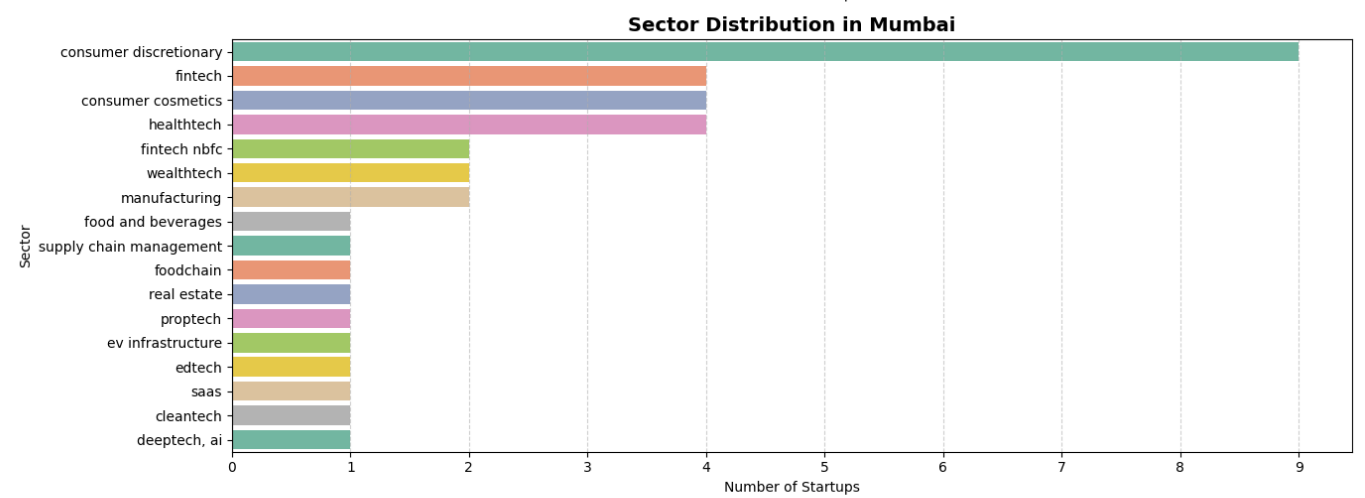 Sector Distribution in Mumbai
consumer discretionary
fintech
consumer cosmetics
healthtech
fintech nbfc
wealthtech
manufacturing
food and beverages
supply chain management
foodchain
real estate
proptech
ev infrastructure
edtech
saas
cleantech
deeptech, ai
Sector
0 1 2 3 4 5 6 7 8 9
Number of Startups